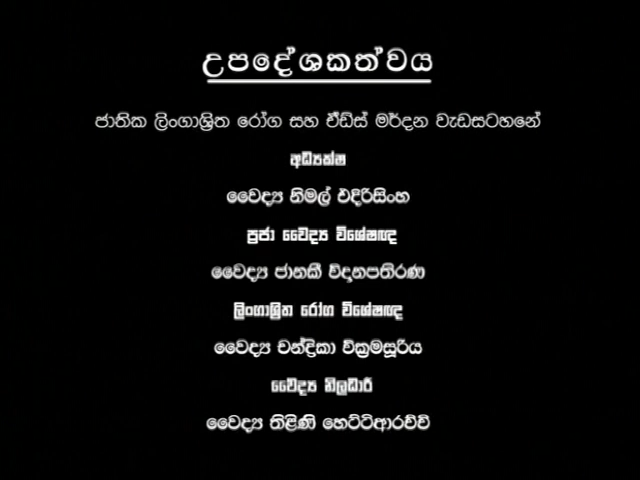 උපදේශකත්වය
ජාතික ලිංගාශ්‍රිත රෝග සහ ඒඩ්ස් මර්දන වැඩසටහනේ
අධ්‍යක්ෂ
වෛද්‍ය නිමල් එදිරිසිංහ
ප්‍රජා වෛද්‍ය විශේෂඥ
වෛද්‍ය ජානකී විදානපතිරණ
ලිංගාශ්‍රිත රෝග විශේෂඥ
වෛද්‍ය චන්ද්‍රිකා වික්‍රමසූරිය
වෛද්‍ය නිලධාරී
වෛද්‍ය තිළිණි හෙට්ටිආරච්චි